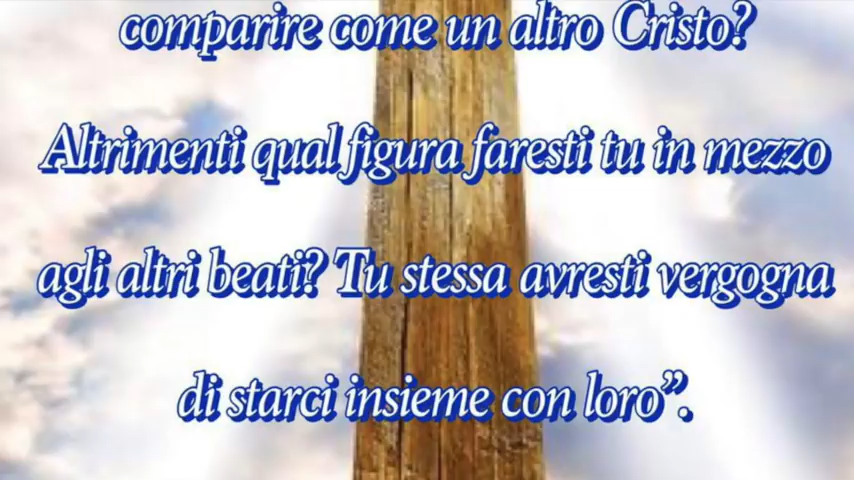 comparire come un altro Cristo?
Altrimenti qual figura faresti tu in mezzo
agli altri beati? Tu stessa avresti vergogna
di starci insieme con loro”.